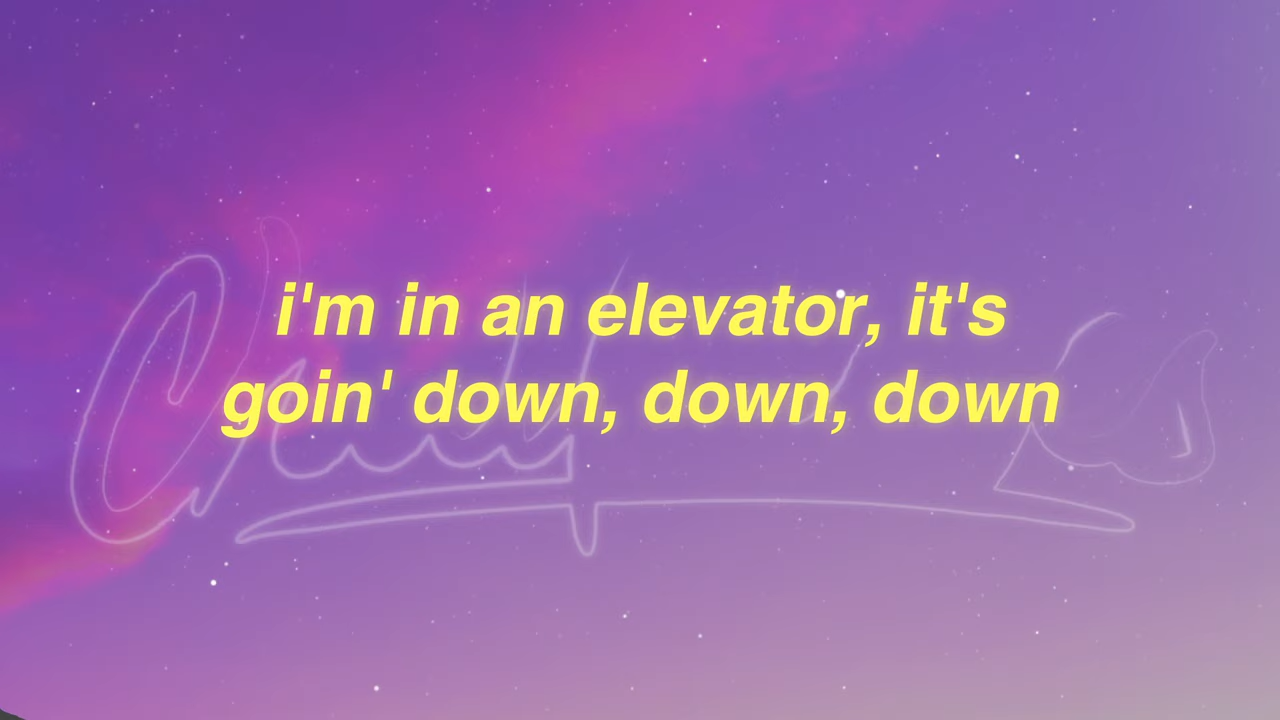 i'm in an elevator, it's
goin' down, down, down